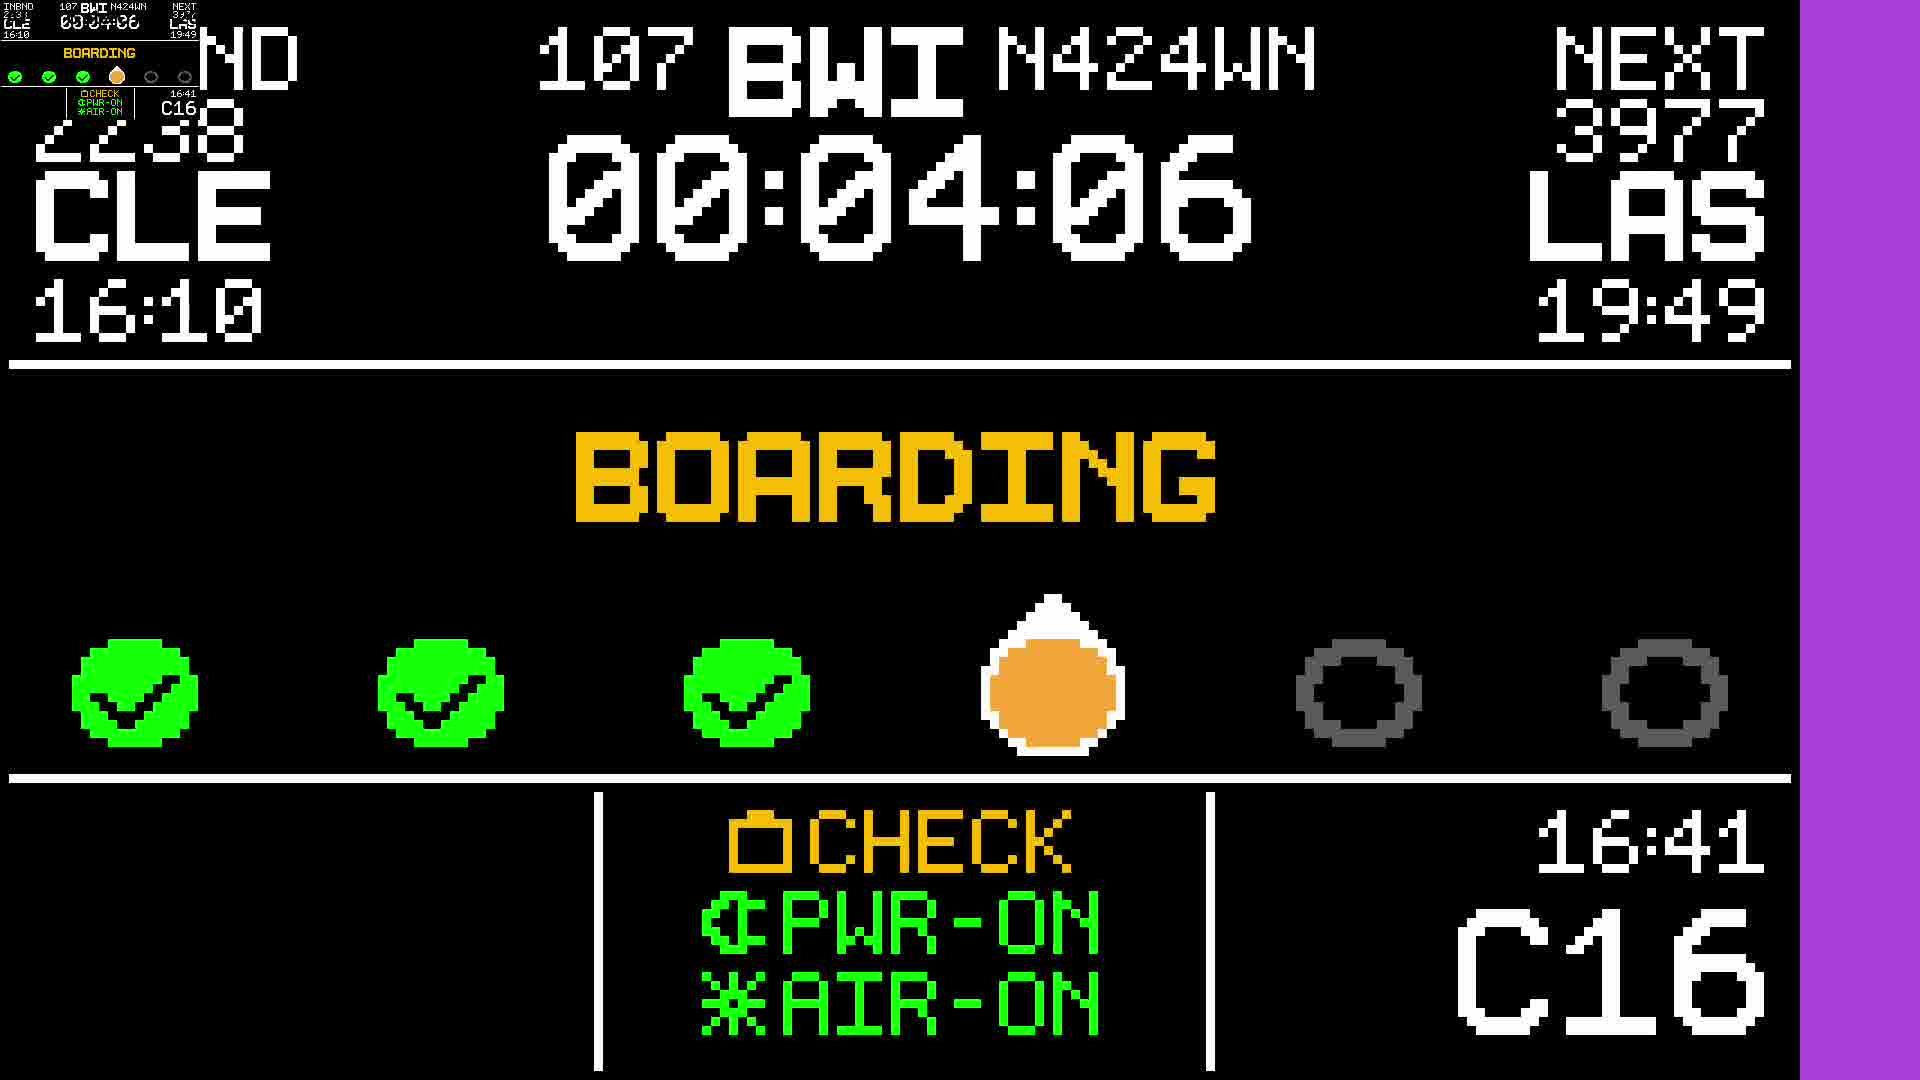 INBND 107 BWI N424WN NEXT
00:04:06
CLE LAS
16:10 19:49
BOARDING
CHECK 16:41
PWR-ON C16
AIR-ON
ND 107 BWI N424WN NEXT
2238 3977
00:04:06
CLE LAS
16:10 19:49
BOARDING
CHECK 16:41
PWR-ON
AIR-ON C16